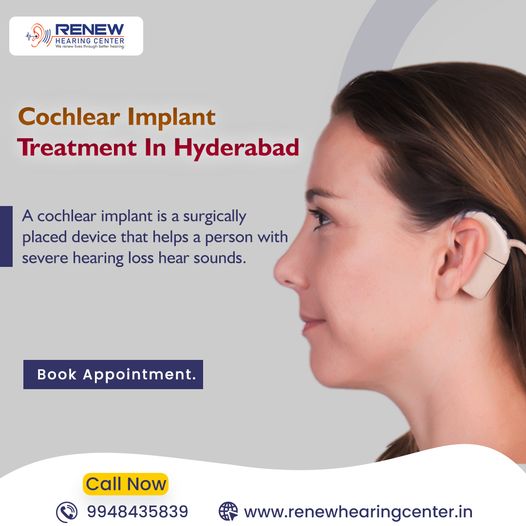 RENEW
HEARING CENTER
We renew lives through better hearing
Cochlear Implant
Treatment In Hyderabad
A cochlear implant is a surgically
placed device that helps a person with
severe hearing loss hear sounds.
Book Appointment.
Call Now
9948435839
www.renewhearingcenter.in